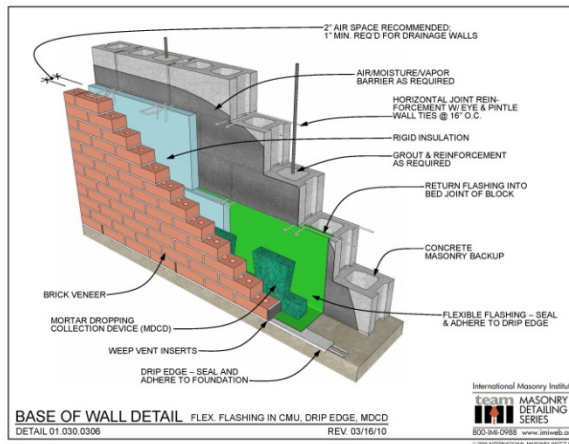 2" AIR SPACE RECOMMENDED;
1" MIN. REQ'D FOR DRAINAGE WALLS
AIR/MOISTURE/VAPOR
BARRIER AS REQUIRED
HORIZONTAL JOINT REIN-
FORCEMENT W/ EYE & PINTLE
WALL TIES @ 16" O.C.
RIGID INSULATION
GROUT & REINFORCEMENT
AS REQUIRED
RETURN FLASHING INTO
BED JOINT OF BLOCK
CONCRETE
MASONRY BACKUP
BRICK VENEER
FLEXIBLE FLASHING – SEAL
& ADHERE TO DRIP EDGE
MORTAR DROPPING
COLLECTION DEVICE (MDCD)
WEEP VENT INSERTS
DRIP EDGE – SEAL AND
ADHERE TO FOUNDATION
BASE OF WALL DETAIL FLEX. FLASHING IN CMU, DRIP EDGE, MDCD
DETAIL 01.030.0306 REV. 03/16/10
International Masonry Institu
team MASONRY
DETAILING
SERIES
800-IMI-0988 www.imiweb.or